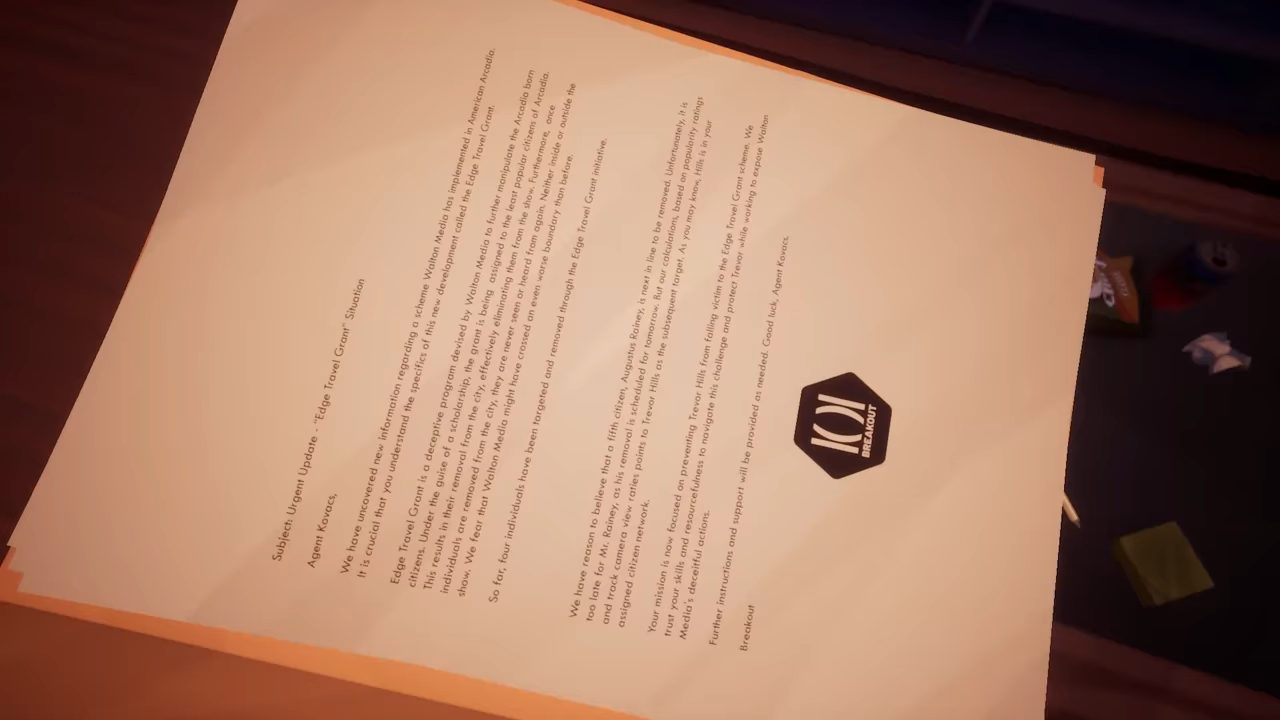 Subject: Urgent Update - "Edge Travel Grant" Situation
Agent Kovacs,
We have uncovered new information regarding a scheme Walton Media has implemented in American Arcadia.
It is crucial that you understand the specifics of this new development called the Edge Travel Grant.
Edge Travel Grant is a deceptive program devised by Walton Media to further manipulate the Arcadia born
citizens. Under the guise of a scholarship, the grant is being assigned to the least popular citizens of Arcadia.
This results in their removal from the city, effectively eliminating them from the show. Furthermore, once
individuals are removed from the city, they are never seen or heard from again. Neither inside or outside the
show. We fear that Walton Media might have crossed an even worse boundary than before.
So far, four individuals have been targeted and removed through the Edge Travel Grant initiative.
We have reason to believe that a fifth citizen, Augustus Rainey, is next in line to be removed. Unfortunately, it is
too late for Mr. Rainey, as his removal is scheduled for tomorrow. But our calculations, based on popularity ratings
and track camera view raties points to Trevor Hills as the subsequent target. As you may know, Hills is in your
assigned citizen network.
Your mission is now focused on preventing Trevor Hills from falling victim to the Edge Travel Grant scheme. We
trust your skills and resourcefulness to navigate this challenge and protect Trevor while working to expose Walton
Media's deceitful actions.
Further instructions and support will be provided as needed. Good luck, Agent Kovacs.
Breakout
BREAKOUT